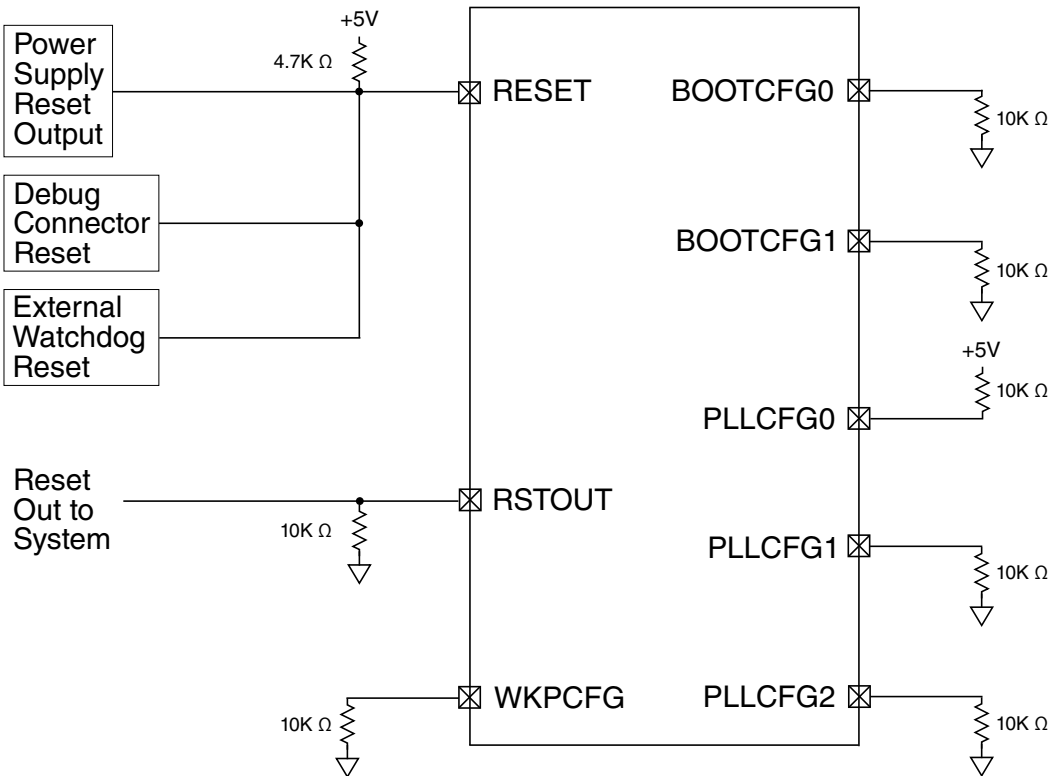 Power
Supply
Reset
Output
+5V
4.7K Ω
Debug
Connector
Reset
External
Watchdog
Reset
Reset
Out to
System
10K Ω
10K Ω
RESET
RSTOUT
WKPCFG
BOOTCFG0
10K Ω
BOOTCFG1
10K Ω
+5V
PLLCFG0
10K Ω
PLLCFG1
10K Ω
PLLCFG2
10K Ω